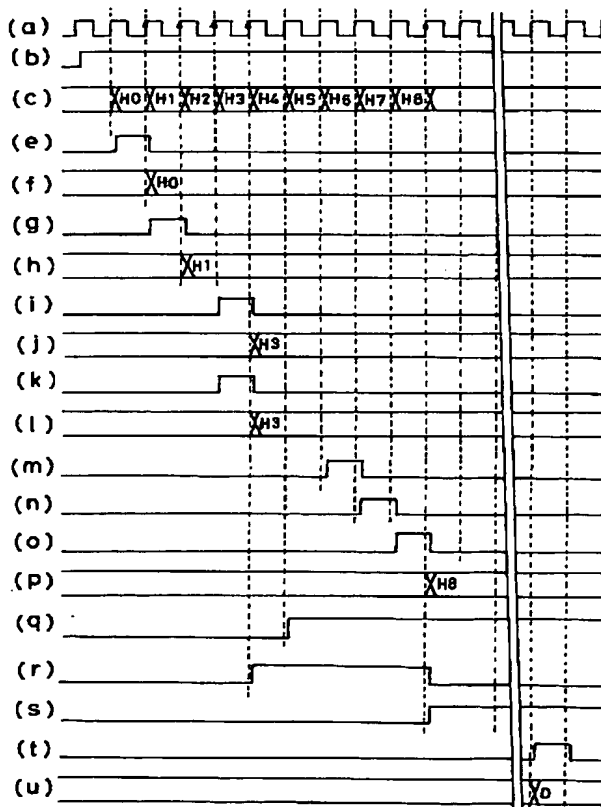 (a)
(b)
(c) H0 H1 H2 H3 H4 H5 H6 H7 H8
(e)
(f) H0
(g)
(h) H1
(i)
(j) H3
(k)
(l) H3
(m)
(n)
(o)
(p) H8
(q)
(r)
(s)
(t)
(u) D